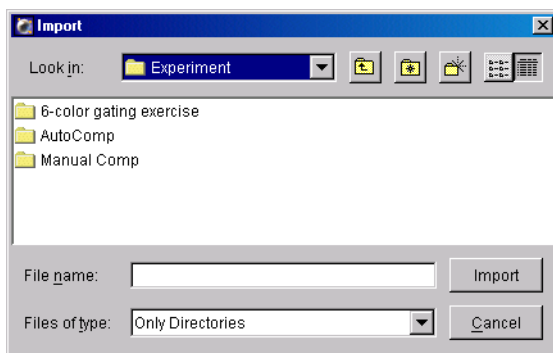 Import
Look in: Experiment
6-color gating exercise
AutoComp
Manual Comp
File name: Import
Files of type: Only Directories Cancel